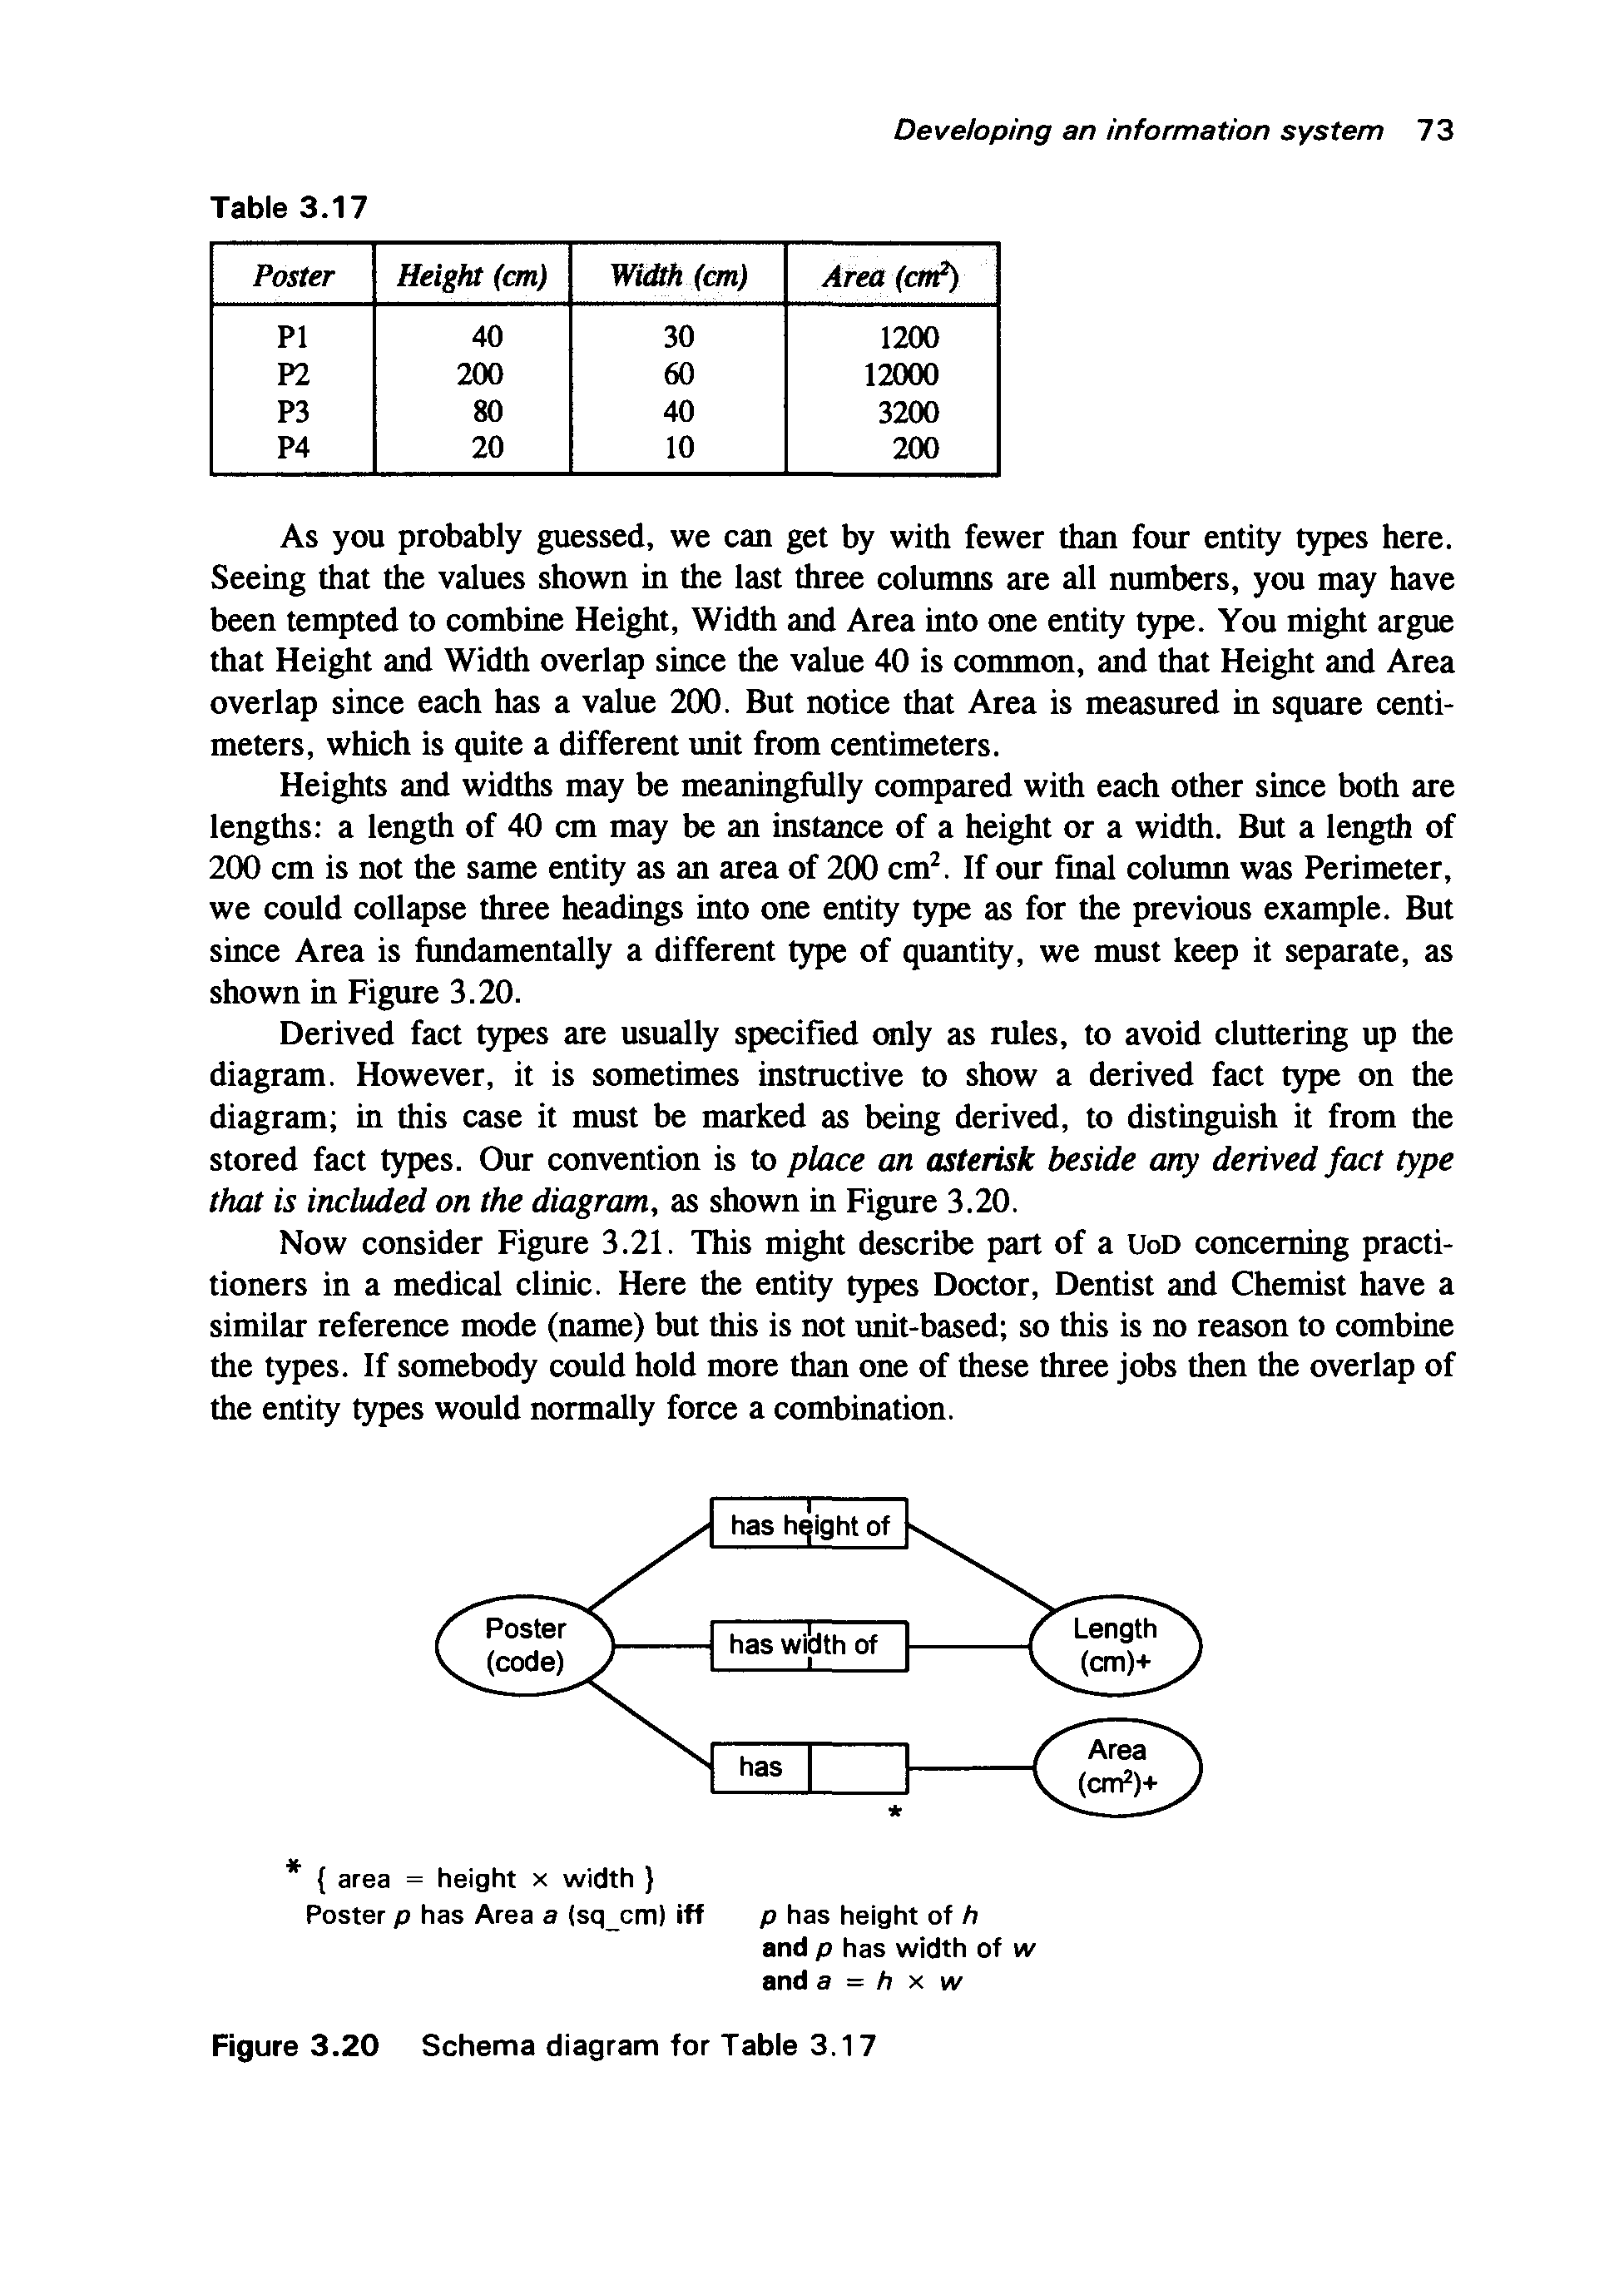 Developing an information system 73
Table 3.17
Poster Height (cm) Width (cm) Area (cm²)
P1 40 30 1200
P2 200 60 12000
P3 80 40 3200
P4 20 10 200
As you probably guessed, we can get by with fewer than four entity types here.
Seeing that the values shown in the last three columns are all numbers, you may have
been tempted to combine Height, Width and Area into one entity type. You might argue
that Height and Width overlap since the value 40 is common, and that Height and Area
overlap since each has a value 200. But notice that Area is measured in square centi-
meters, which is quite a different unit from centimeters.
Heights and widths may be meaningfully compared with each other since both are
lengths: a length of 40 cm may be an instance of a height or a width. But a length of
200 cm is not the same entity as an area of 200 cm². If our final column was Perimeter,
we could collapse three headings into one entity type as for the previous example. But
since Area is fundamentally a different type of quantity, we must keep it separate, as
shown in Figure 3.20.
Derived fact types are usually specified only as rules, to avoid cluttering up the
diagram. However, it is sometimes instructive to show a derived fact type on the
diagram; in this case it must be marked as being derived, to distinguish it from the
stored fact types. Our convention is to place an asterisk beside any derived fact type
that is included on the diagram, as shown in Figure 3.20.
Now consider Figure 3.21. This might describe part of a UoD concerning practi-
tioners in a medical clinic. Here the entity types Doctor, Dentist and Chemist have a
similar reference mode (name) but this is not unit-based; so this is no reason to combine
the types. If somebody could hold more than one of these three jobs then the overlap of
the entity types would normally force a combination.
has height of
Poster
(code)
has width of
Length
(cm)+
has
Area
(cm²)+
*
* { area = height x width }
Poster p has Area a (sq_cm) iff p has height of h
and p has width of w
and a = h x w
Figure 3.20 Schema diagram for Table 3.17